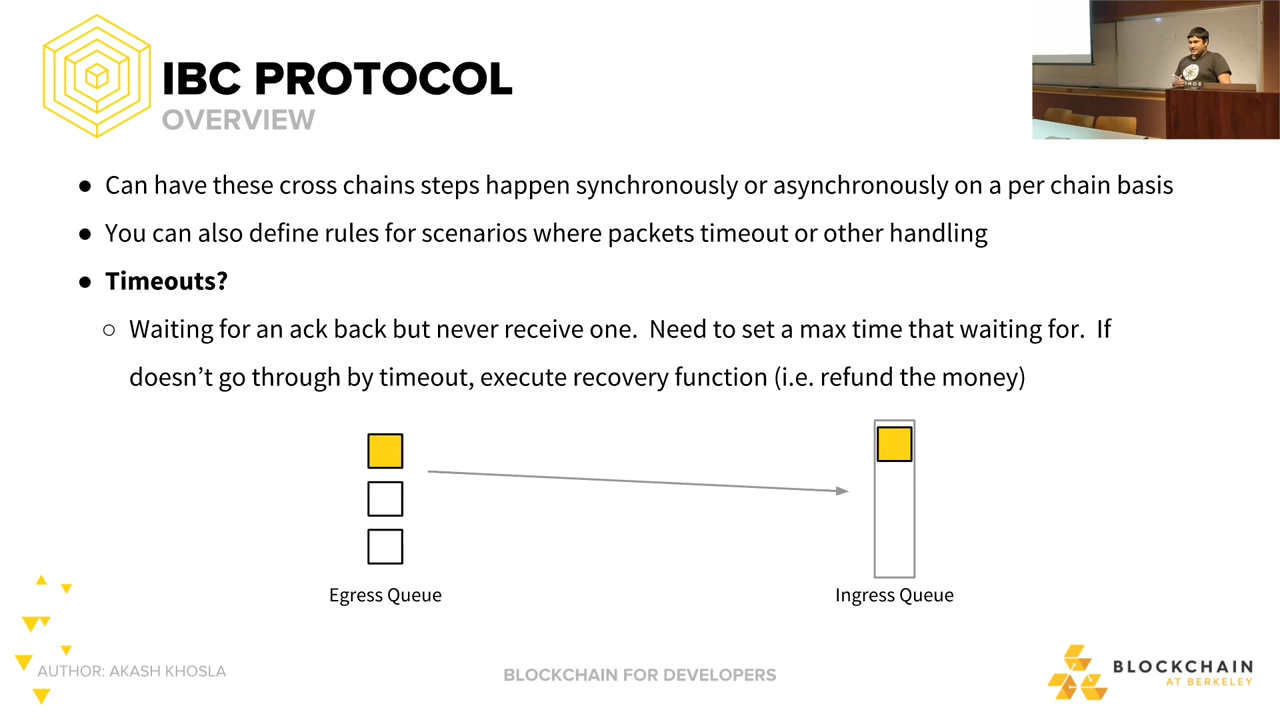 IBC PROTOCOL
OVERVIEW
● Can have these cross chains steps happen synchronously or asynchronously on a per chain basis
● You can also define rules for scenarios where packets timeout or other handling
● Timeouts?
○ Waiting for an ack back but never receive one.  Need to set a max time that waiting for.  If
doesn’t go through by timeout, execute recovery function (i.e. refund the money)
Egress Queue
Ingress Queue
AUTHOR: AKASH KHOSLA
BLOCKCHAIN FOR DEVELOPERS
BLOCKCHAIN
AT BERKELEY